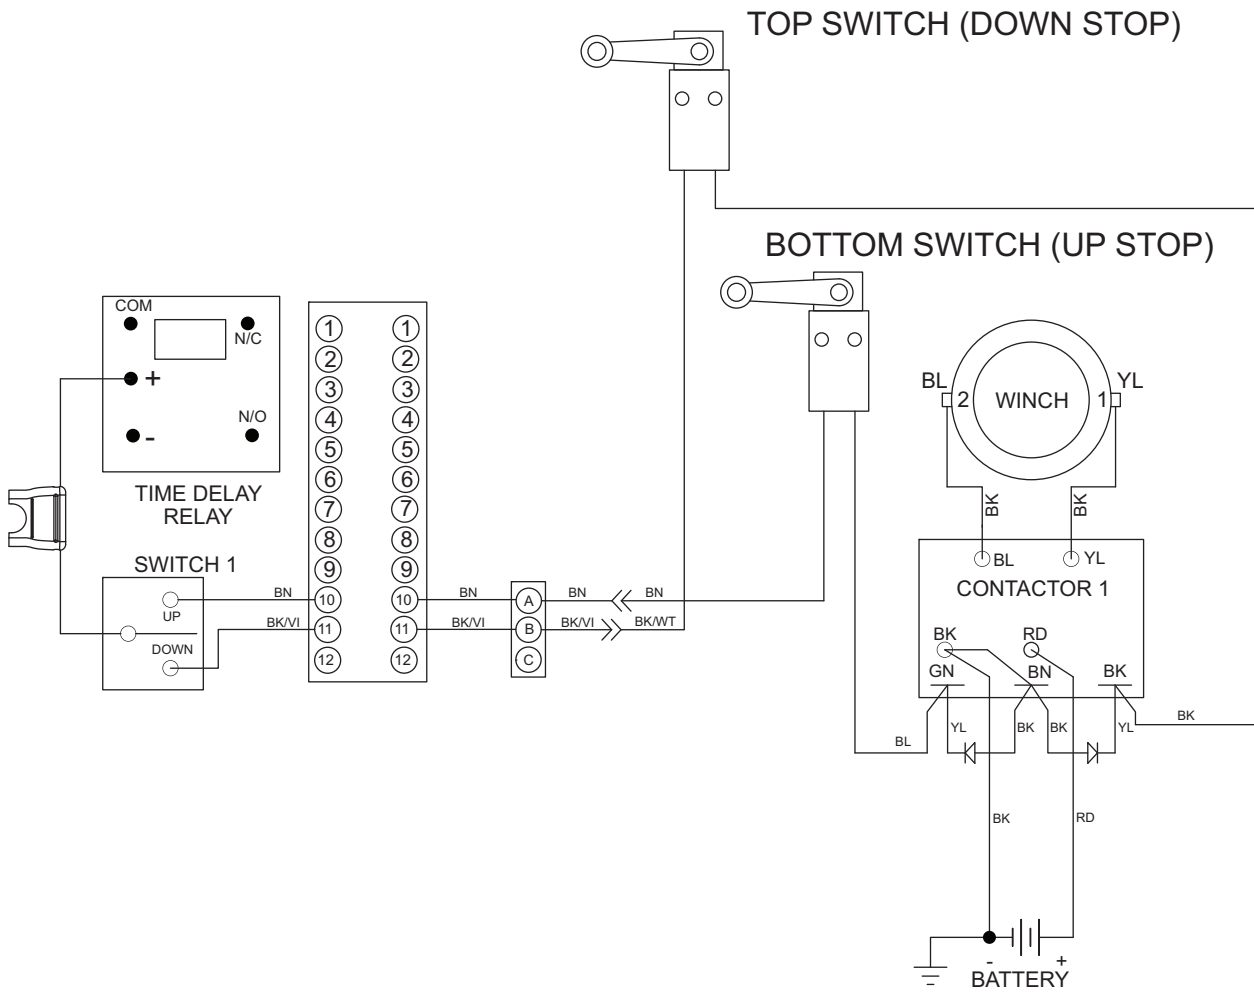 TOP SWITCH (DOWN STOP)
BOTTOM SWITCH (UP STOP)
COM
N/C
+
N/O
-
TIME DELAY
RELAY
SWITCH 1
UP
DOWN
1 1
2 2
3 3
4 4
5 5
6 6
7 7
8 8
9 9
BN 10 10 BN A BN BN
BK/VI 11 11 BK/VI B BK/VI BK/WT
12 12 C
BL 2 WINCH 1 YL
BK BK
BL YL
CONTACTOR 1
BK RD
GN BN BK
BL YL BK BK YL BK
BK RD
- +
BATTERY